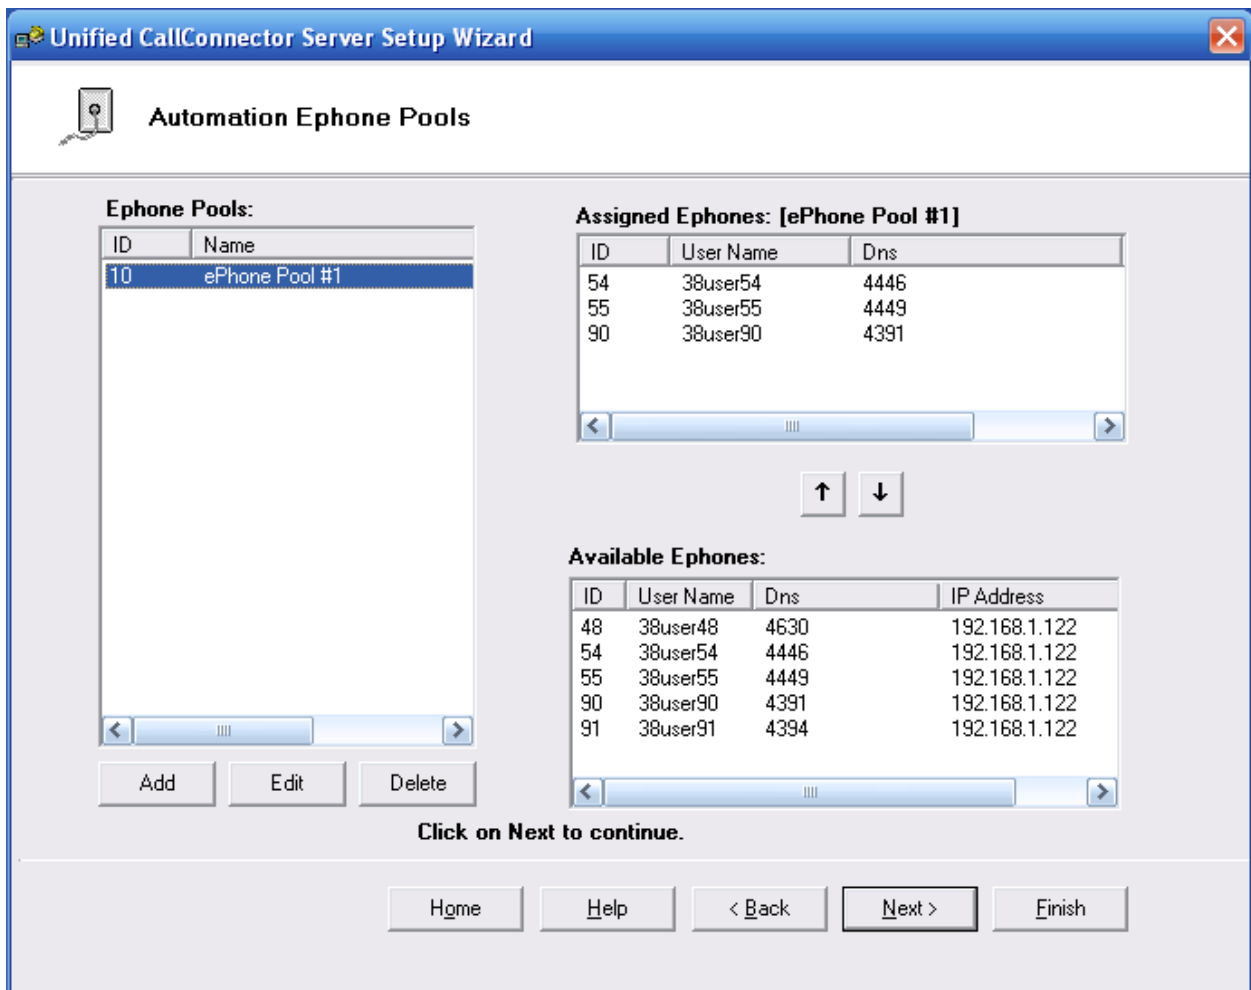 Unified CallConnector Server Setup Wizard
Automation Ephone Pools
Ephone Pools:
ID Name
10 ePhone Pool #1
Add Edit Delete
Assigned Ephones: [ePhone Pool #1]
ID User Name Dns
54 38user54 4446
55 38user55 4449
90 38user90 4391
Available Ephones:
ID User Name Dns IP Address
48 38user48 4630 192.168.1.122
54 38user54 4446 192.168.1.122
55 38user55 4449 192.168.1.122
90 38user90 4391 192.168.1.122
91 38user91 4394 192.168.1.122
Click on Next to continue.
Home Help < Back Next > Finish